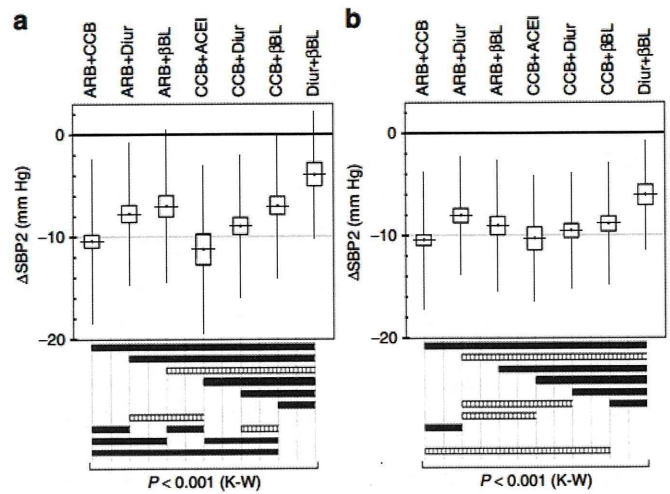 a
ARB+CCB
ARB+Diur
ARB+βBL
CCB+ACEI
CCB+Diur
CCB+βBL
Diur+βBL
ΔSBP2 (mm Hg)
0
−10
−20
P < 0.001 (K-W)
b
ARB+CCB
ARB+Diur
ARB+βBL
CCB+ACEI
CCB+Diur
CCB+βBL
Diur+βBL
ΔSBP2 (mm Hg)
0
−10
−20
P < 0.001 (K-W)